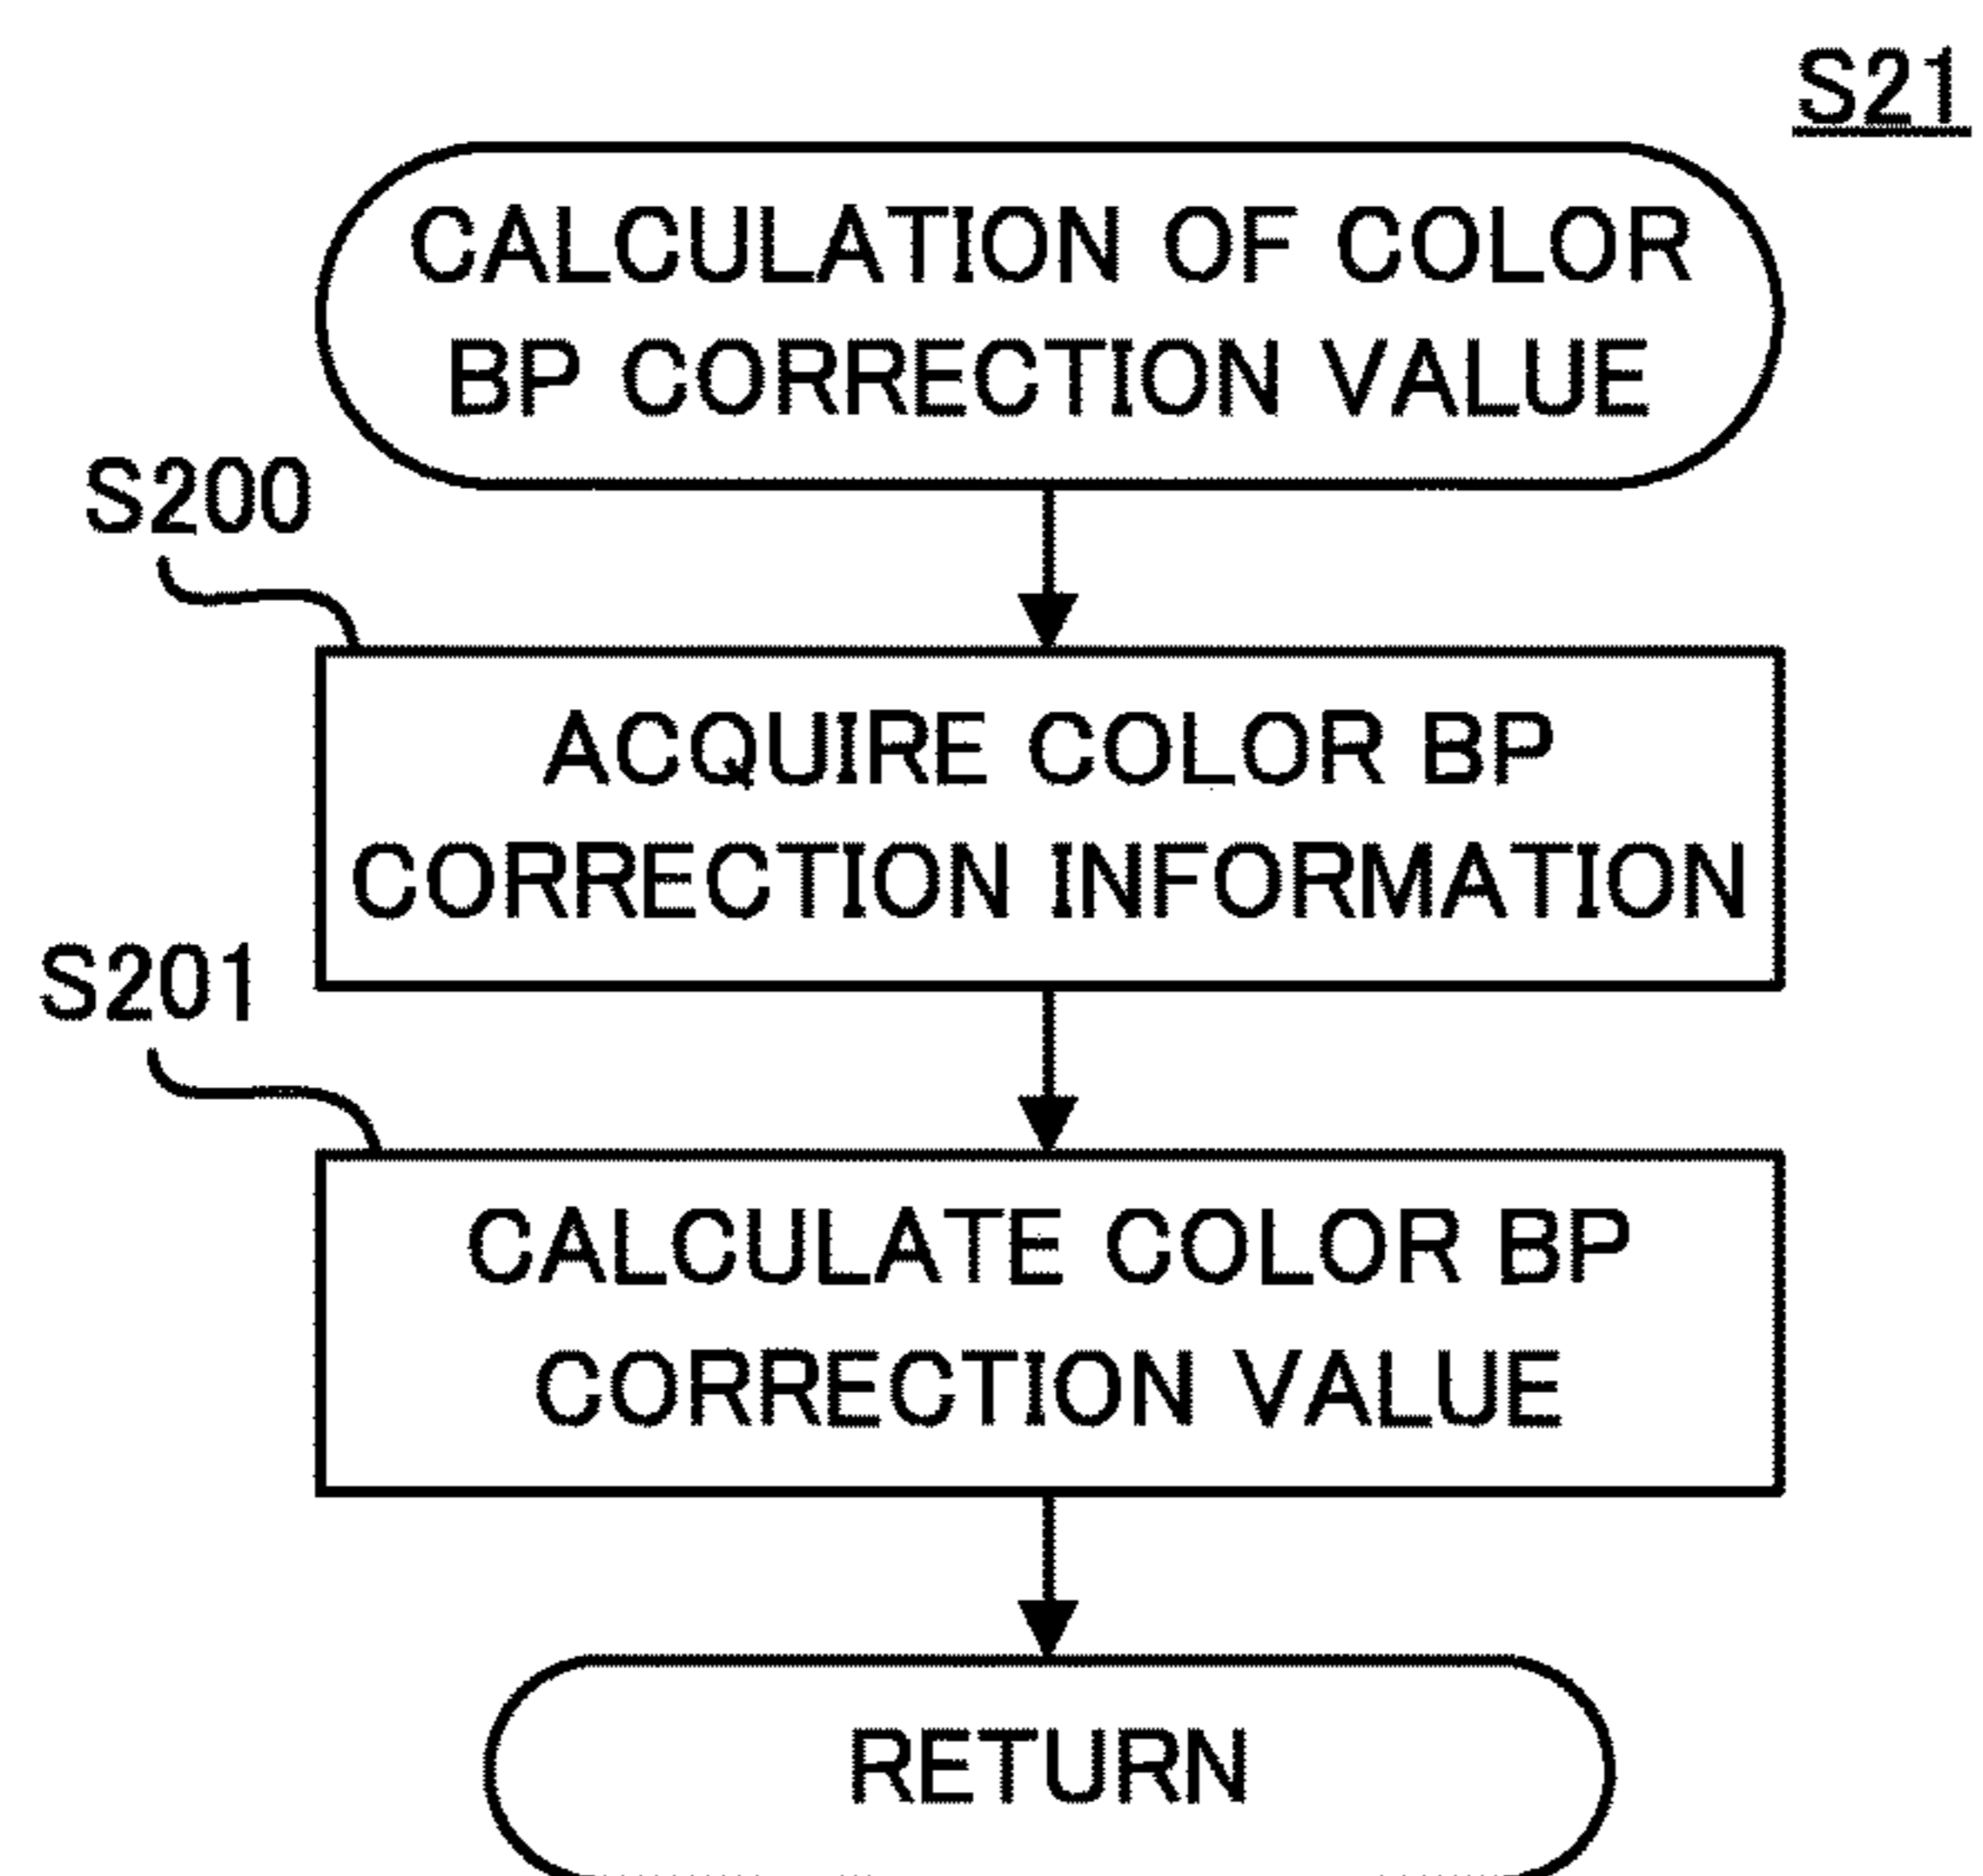 S21
CALCULATION OF COLOR
BP CORRECTION VALUE
S200
ACQUIRE COLOR BP
CORRECTION INFORMATION
S201
CALCULATE COLOR BP
CORRECTION VALUE
RETURN